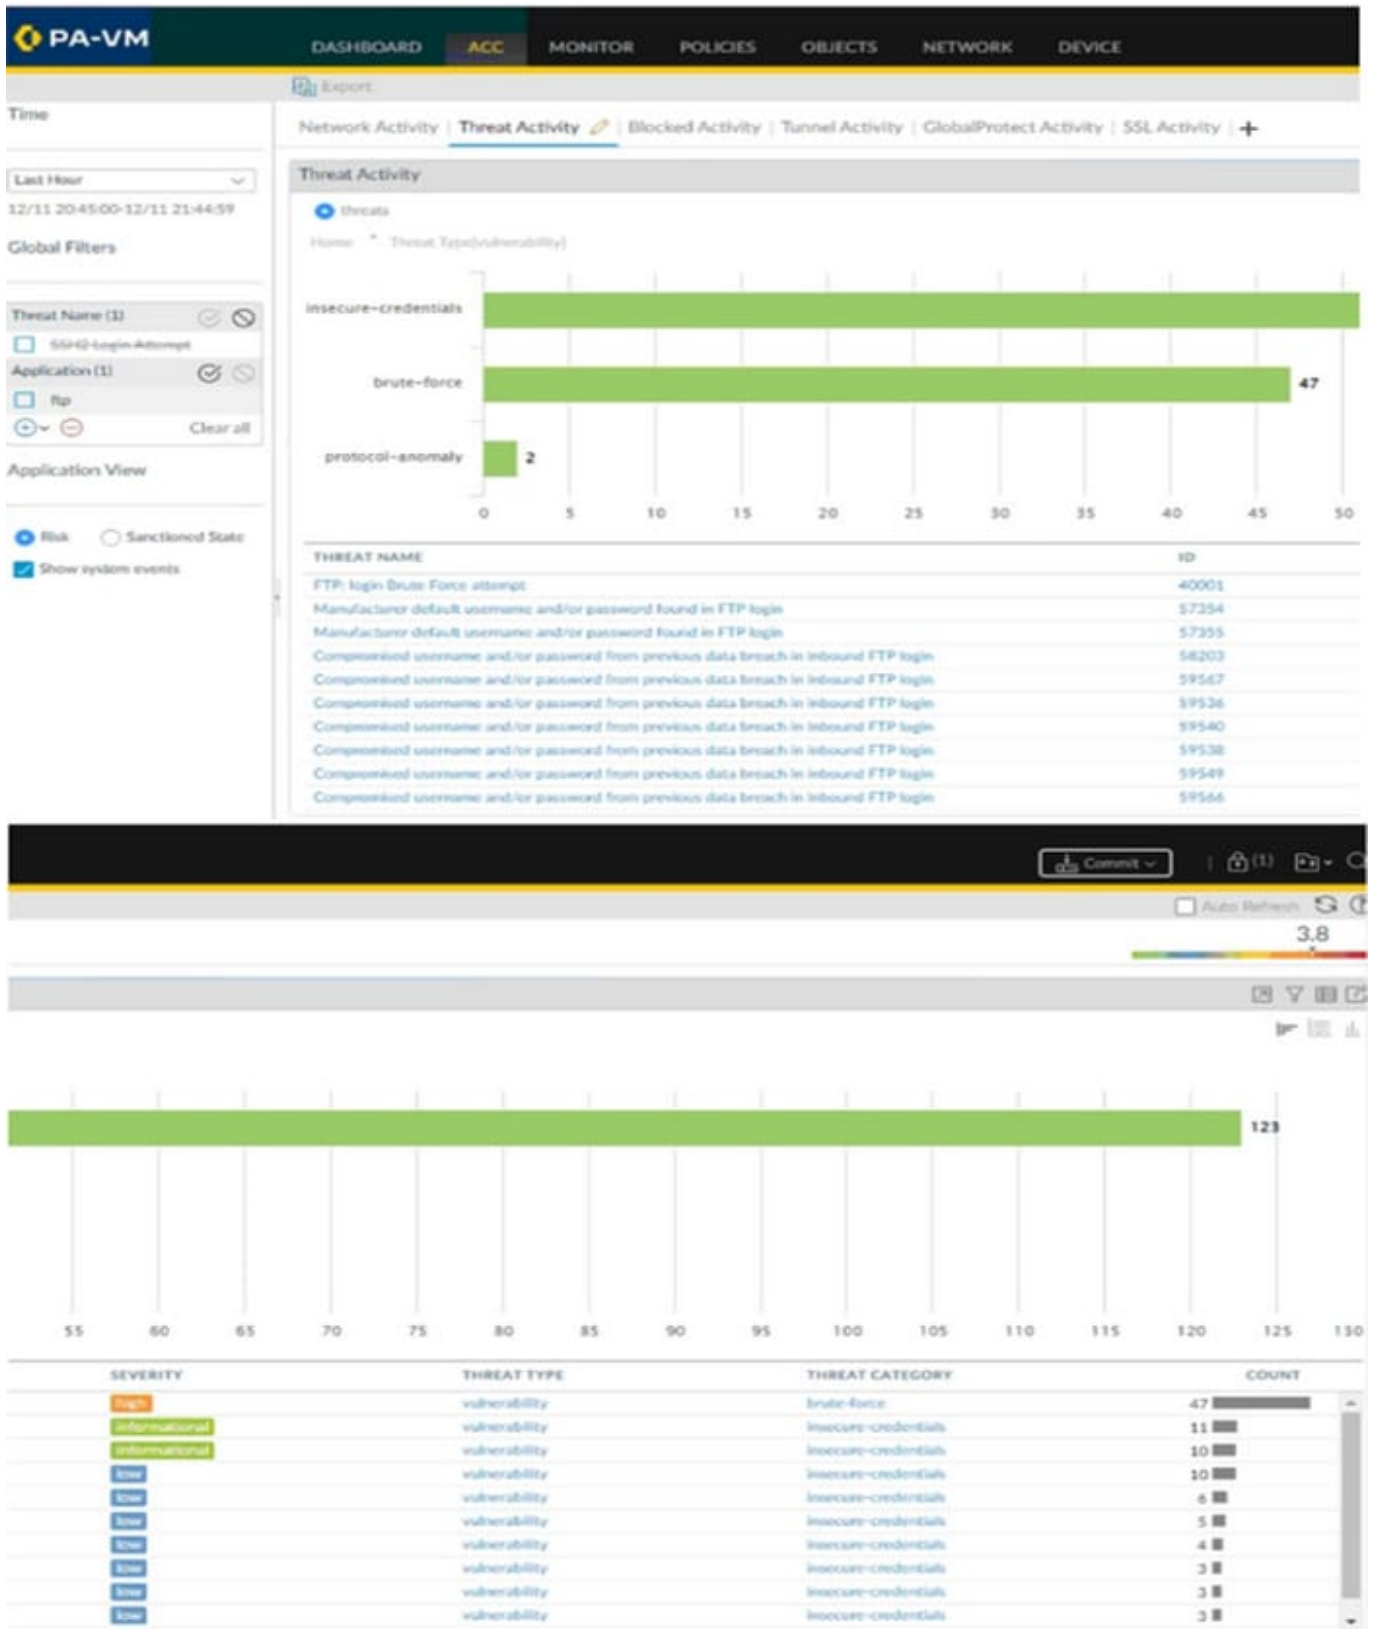 PA-VM
DASHBOARD ACC MONITOR POLICIES OBJECTS NETWORK DEVICE
Export
Time
Network Activity Threat Activity Blocked Activity Tunnel Activity GlobalProtect Activity SSL Activity +
Last Hour
Threat Activity
12/11 20:45:00-12/11 21:44:59
threats
Global Filters
Home Threat Type(vulnerability)
insecure-credentials
Threat Name (1)
SSH2 Login Attempt
Application (1)
brute-force 47
ftp
Clear all
protocol-anomaly 2
Application View
0 5 10 15 20 25 30 35 40 45 50
Risk Sanctioned State
Show system events
THREAT NAME ID
FTP: login Brute Force attempt 40001
Manufacturer default username and/or password found in FTP login 57354
Manufacturer default username and/or password found in FTP login 57355
Compromised username and/or password from previous data breach in inbound FTP login 58203
Compromised username and/or password from previous data breach in inbound FTP login 59567
Compromised username and/or password from previous data breach in inbound FTP login 59536
Compromised username and/or password from previous data breach in inbound FTP login 59540
Compromised username and/or password from previous data breach in inbound FTP login 59538
Compromised username and/or password from previous data breach in inbound FTP login 59549
Compromised username and/or password from previous data breach in inbound FTP login 59566
Commit (1)
Auto Refresh
3.8
123
55 60 65 70 75 80 85 90 95 100 105 110 115 120 125 130
SEVERITY THREAT TYPE THREAT CATEGORY COUNT
high vulnerability brute-force 47
informational vulnerability insecure-credentials 11
informational vulnerability insecure-credentials 10
low vulnerability insecure-credentials 10
low vulnerability insecure-credentials 6
low vulnerability insecure-credentials 5
low vulnerability insecure-credentials 4
low vulnerability insecure-credentials 3
low vulnerability insecure-credentials 3
low vulnerability insecure-credentials 3